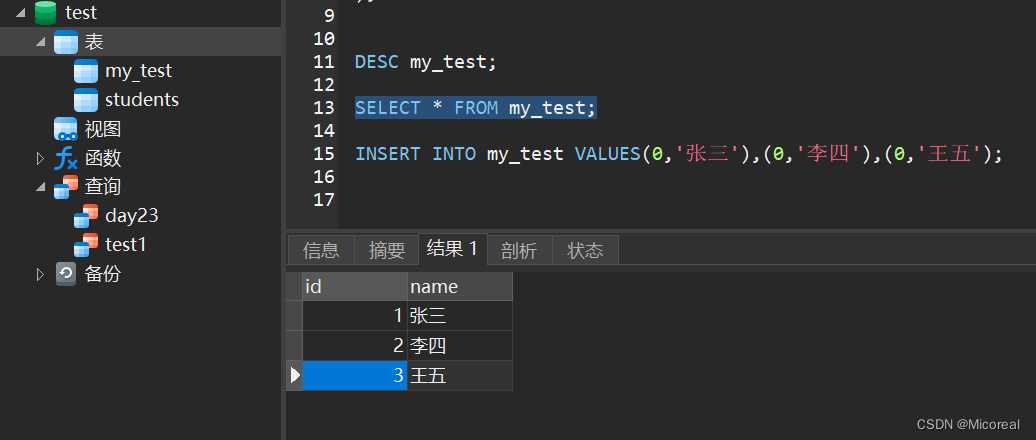 test
表
my_test
students
视图
函数
查询
day23
test1
备份
9
10
11 DESC my_test;
12
13 SELECT * FROM my_test;
14
15 INSERT INTO my_test VALUES(0,'张三'),(0,'李四'),(0,'王五');
16
17
信息 摘要 结果 1 剖析 状态
id name
1 张三
2 李四
3 王五
CSDN @Micoreal